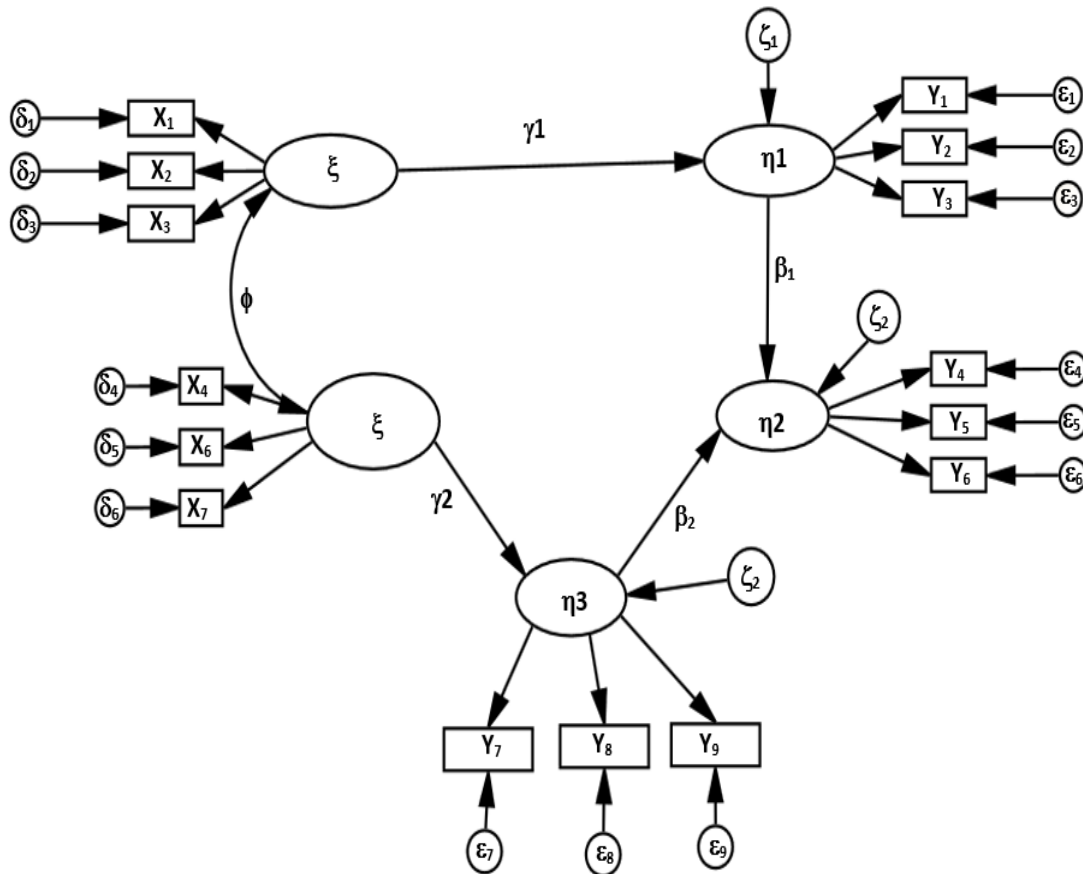 ζ₁
δ₁ X₁ γ1 Y₁ ε₁
δ₂ X₂ ξ η1 Y₂ ε₂
δ₃ X₃ Y₃ ε₃
β₁
ϕ ζ₂
δ₄ X₄ Y₄ ε₄
δ₅ X₆ ξ η2 Y₅ ε₅
δ₆ X₇ γ2 Y₆ ε₆
β₂
η3 ζ₂
Y₇ Y₈ Y₉
ε₇ ε₈ ε₉